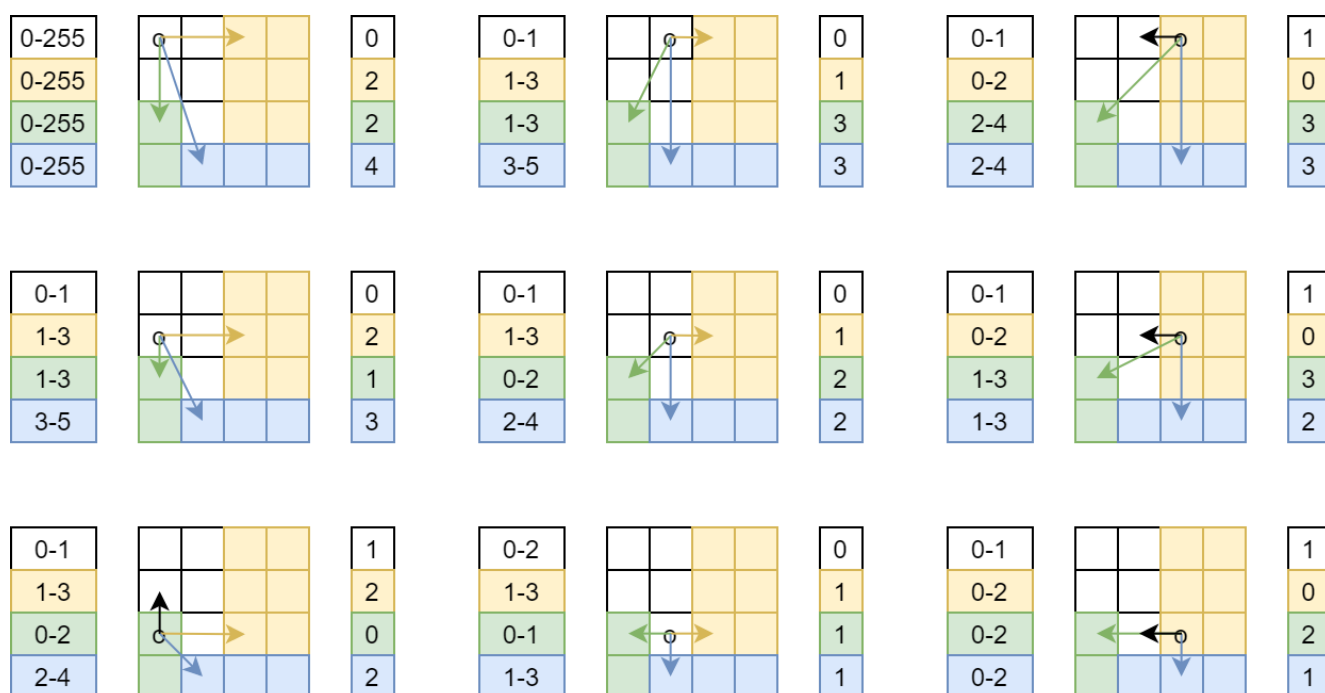 0-255 o 0 0-1 o 0 0-1 o 1
0-255 2 1-3 1 0-2 0
0-255 2 1-3 3 2-4 3
0-255 4 3-5 3 2-4 3
0-1 0 0-1 0 0-1 1
1-3 o 2 1-3 o 1 0-2 o 0
1-3 1 0-2 2 1-3 3
3-5 3 2-4 2 1-3 2
0-1 1 0-2 0 0-1 1
1-3 2 1-3 1 0-2 0
0-2 o 0 0-1 o 1 0-2 o 2
2-4 2 1-3 1 0-2 1